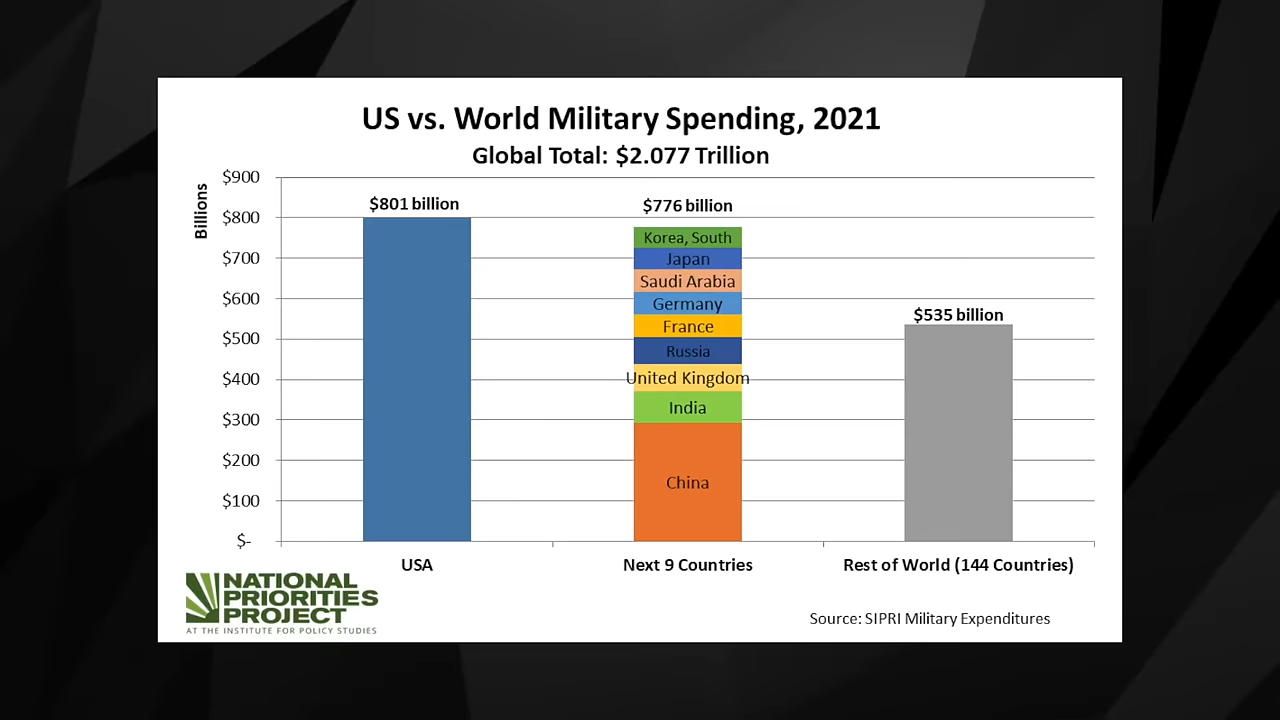 US vs. World Military Spending, 2021
Global Total: $2.077 Trillion
Billions
$900
$800
$700
$600
$500
$400
$300
$200
$100
$-
$801 billion
$776 billion
Korea, South
Japan
Saudi Arabia
Germany
France
Russia
United Kingdom
India
China
$535 billion
USA
Next 9 Countries
Rest of World (144 Countries)
NATIONAL
PRIORITIES
PROJECT
AT THE INSTITUTE FOR POLICY STUDIES
Source: SIPRI Military Expenditures